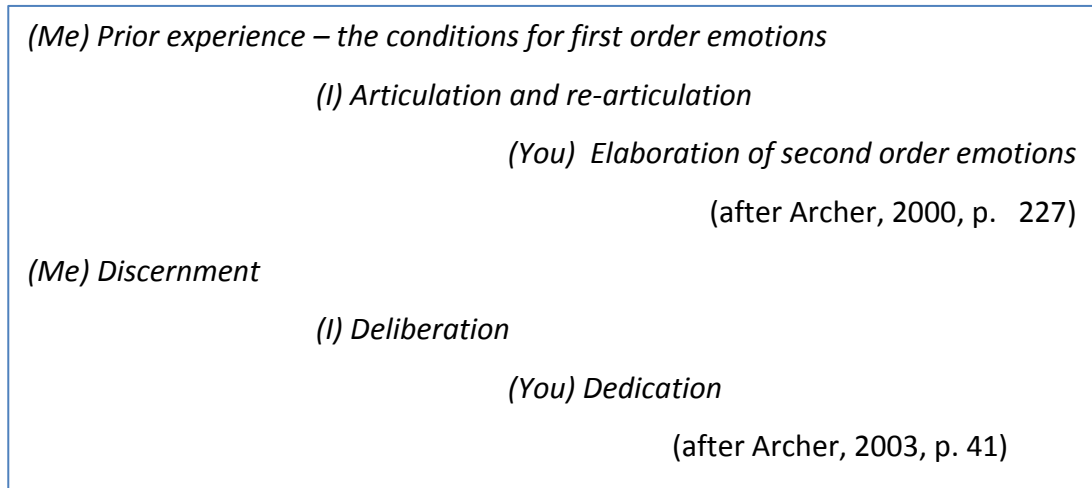 (Me) Prior experience – the conditions for first order emotions
(I) Articulation and re-articulation
(You) Elaboration of second order emotions
(after Archer, 2000, p. 227)
(Me) Discernment
(I) Deliberation
(You) Dedication
(after Archer, 2003, p. 41)